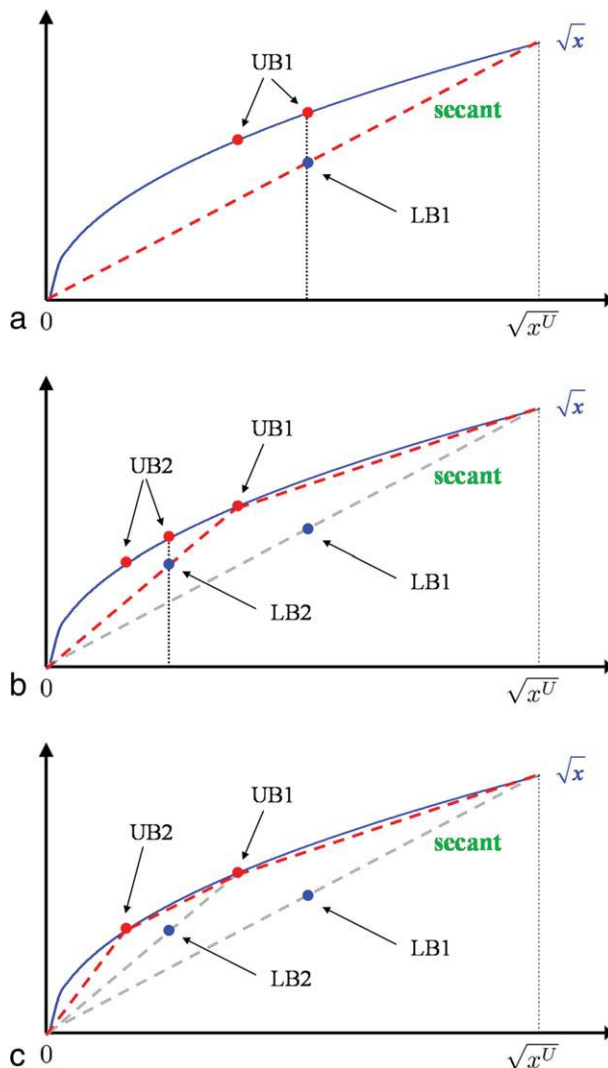 √x
UB1
secant
LB1
a
0
√x^U
√x
UB1
UB2
secant
LB1
LB2
b
0
√x^U
√x
UB1
UB2
secant
LB1
LB2
c
0
√x^U